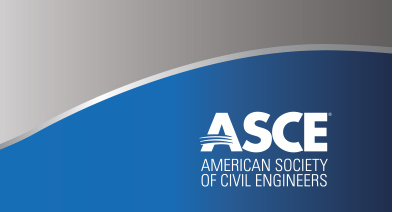 ASCE®
AMERICAN SOCIETY
OF CIVIL ENGINEERS